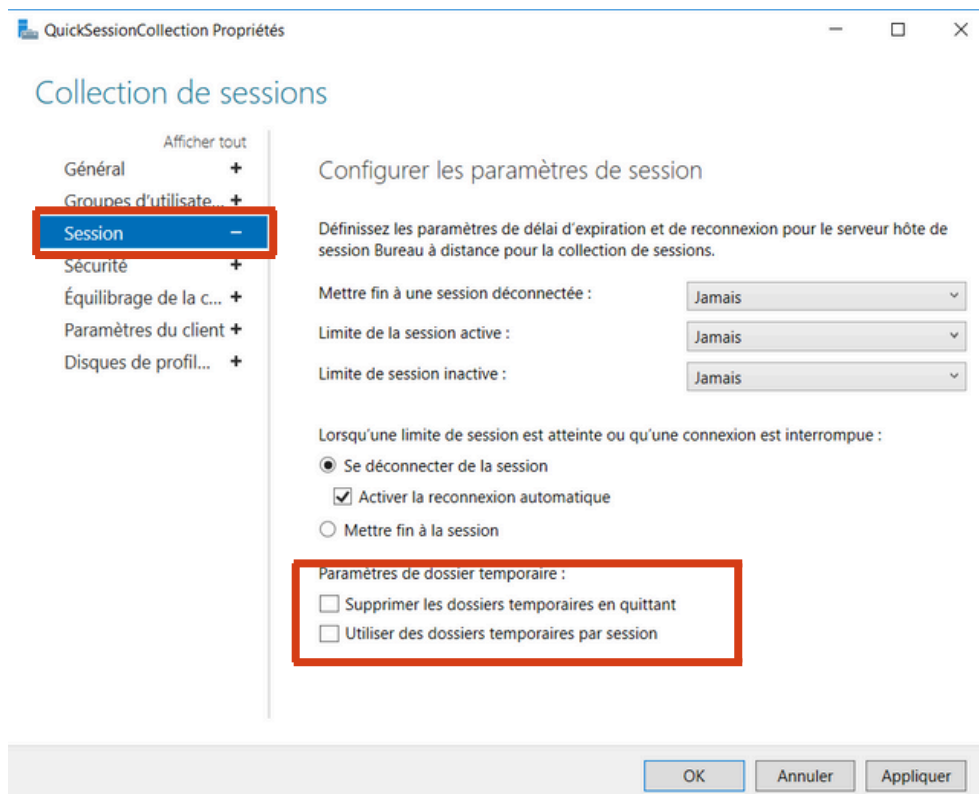 QuickSessionCollection Propriétés
Collection de sessions
Afficher tout
Général +
Groupes d'utilisate... +
Session –
Sécurité +
Équilibrage de la c... +
Paramètres du client +
Disques de profil... +
Configurer les paramètres de session
Définissez les paramètres de délai d'expiration et de reconnexion pour le serveur hôte de
session Bureau à distance pour la collection de sessions.
Mettre fin à une session déconnectée : Jamais
Limite de la session active : Jamais
Limite de session inactive : Jamais
Lorsqu'une limite de session est atteinte ou qu'une connexion est interrompue :
Se déconnecter de la session
Activer la reconnexion automatique
Mettre fin à la session
Paramètres de dossier temporaire :
Supprimer les dossiers temporaires en quittant
Utiliser des dossiers temporaires par session
OK Annuler Appliquer